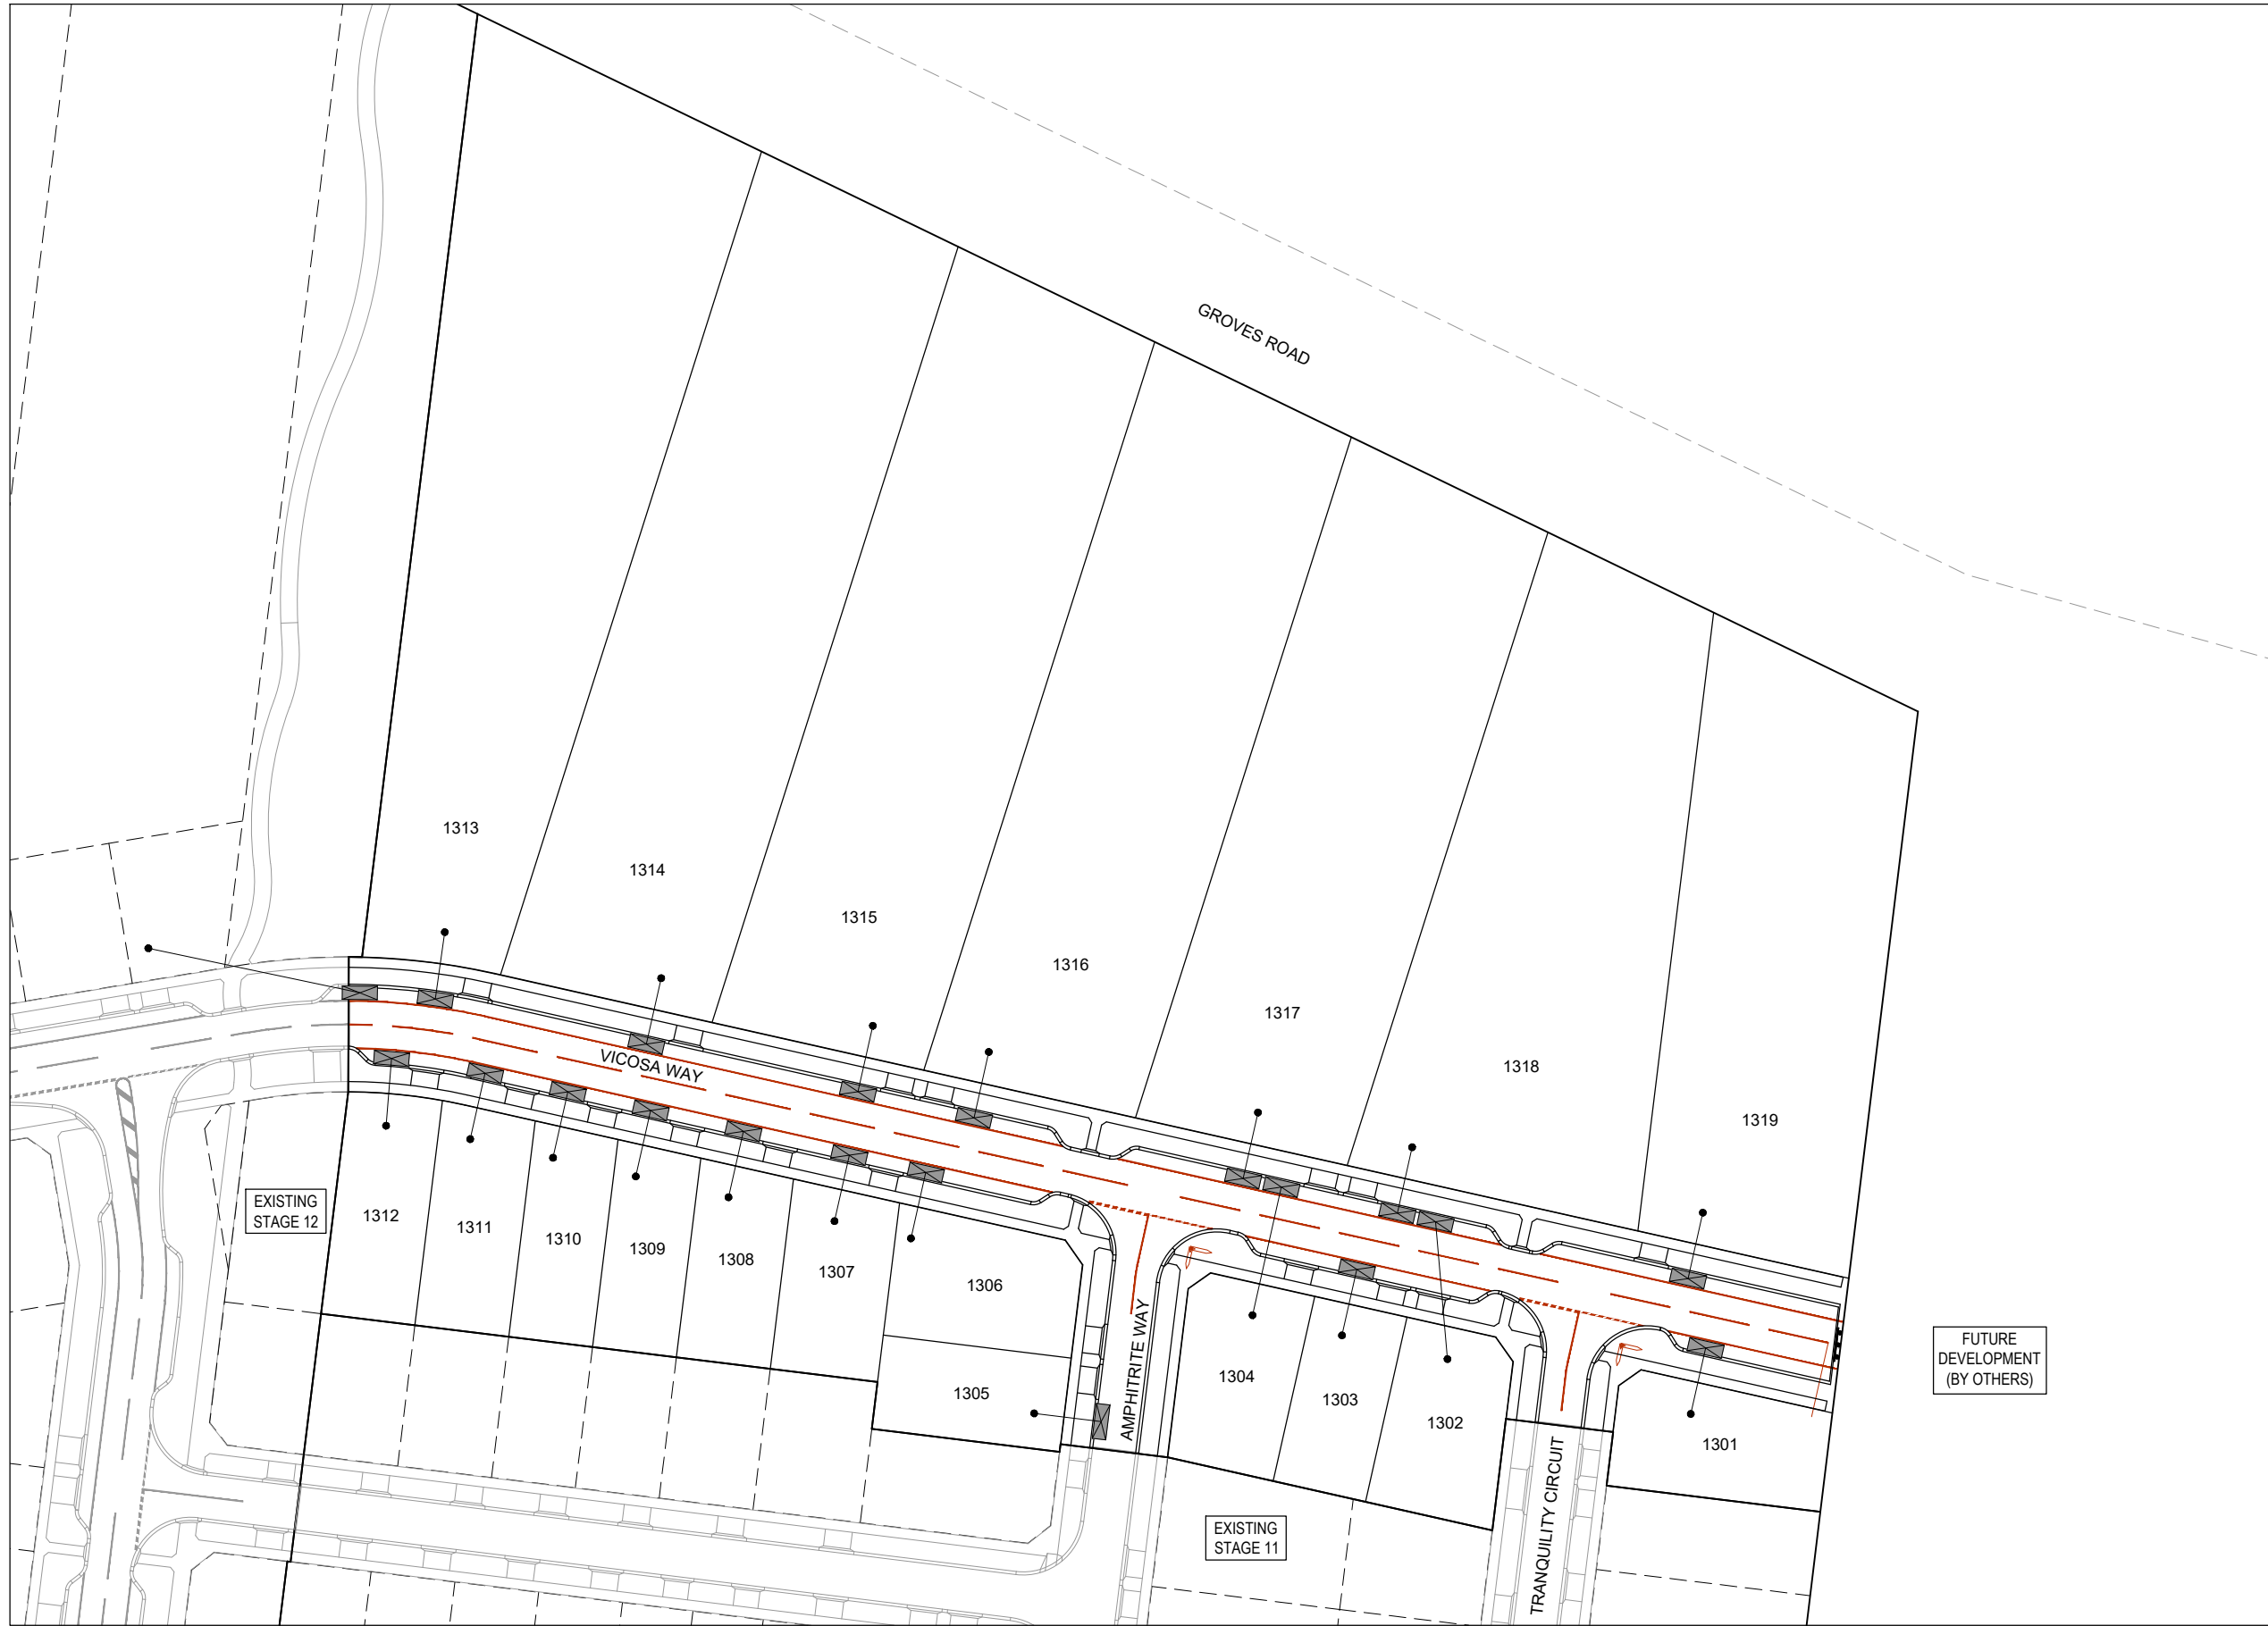 GROVES ROAD
1313
1314
1315
1316
1317
1318
1319
VICOSA WAY
EXISTING
STAGE 12
1312
1311
1310
1309
1308
1307
1306
1305
AMPHITRITE WAY
1304
1303
1302
1301
TRANQUILITY CIRCUIT
EXISTING
STAGE 11
FUTURE
DEVELOPMENT
(BY OTHERS)